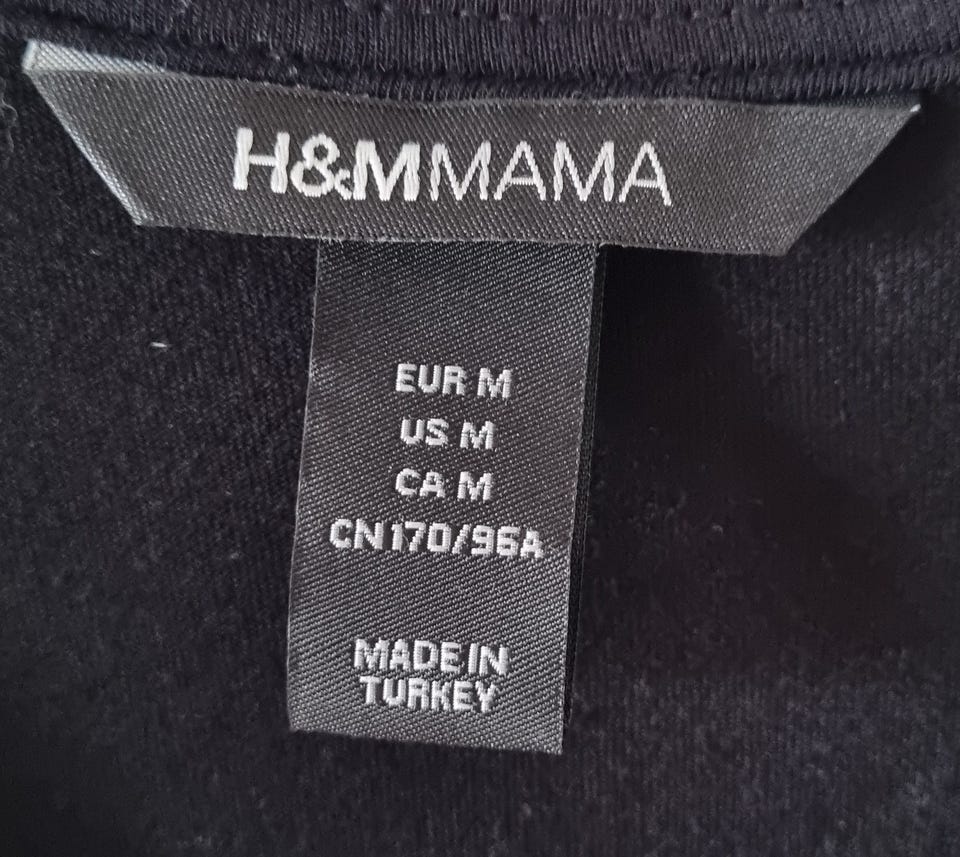 H&MMAMA
EUR M
US M
CA M
CN170/96A
MADE IN
TURKEY